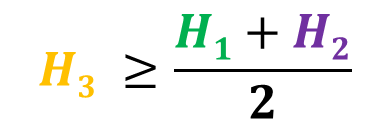 H₃ ≥ (H₁ + H₂) / 2